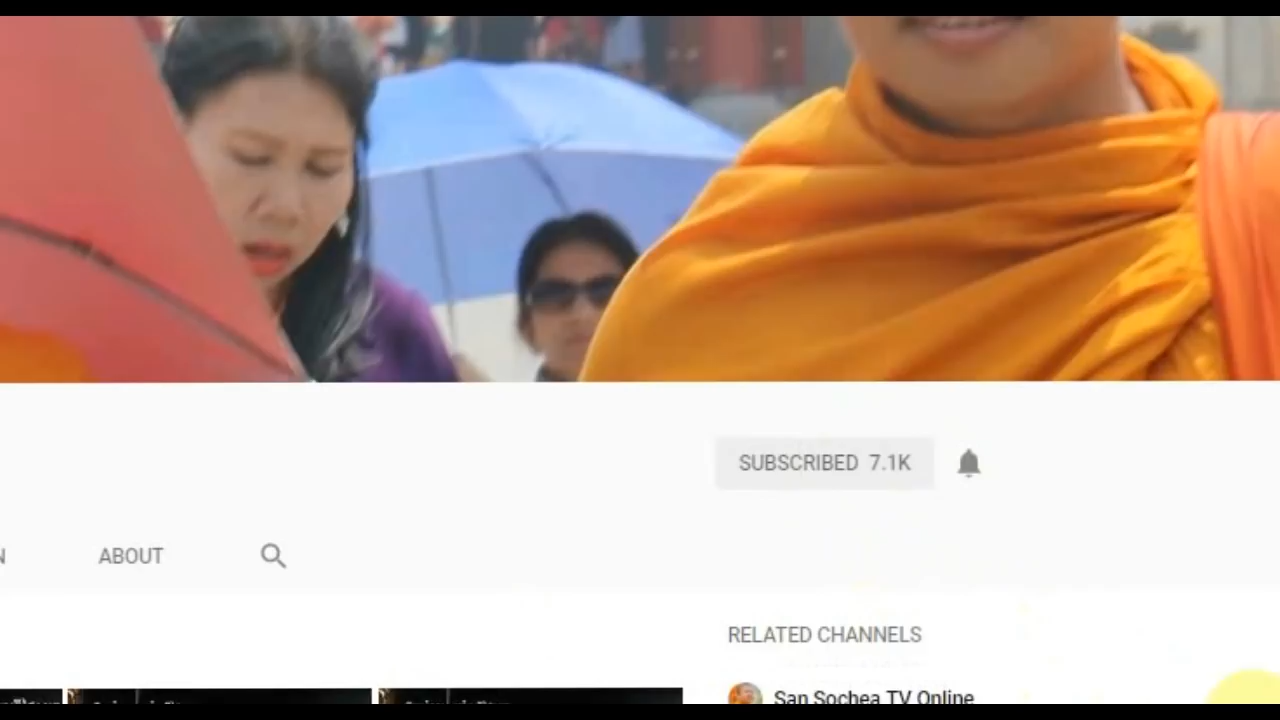 SUBSCRIBED 7.1K
ABOUT
RELATED CHANNELS
San Sochea TV Online